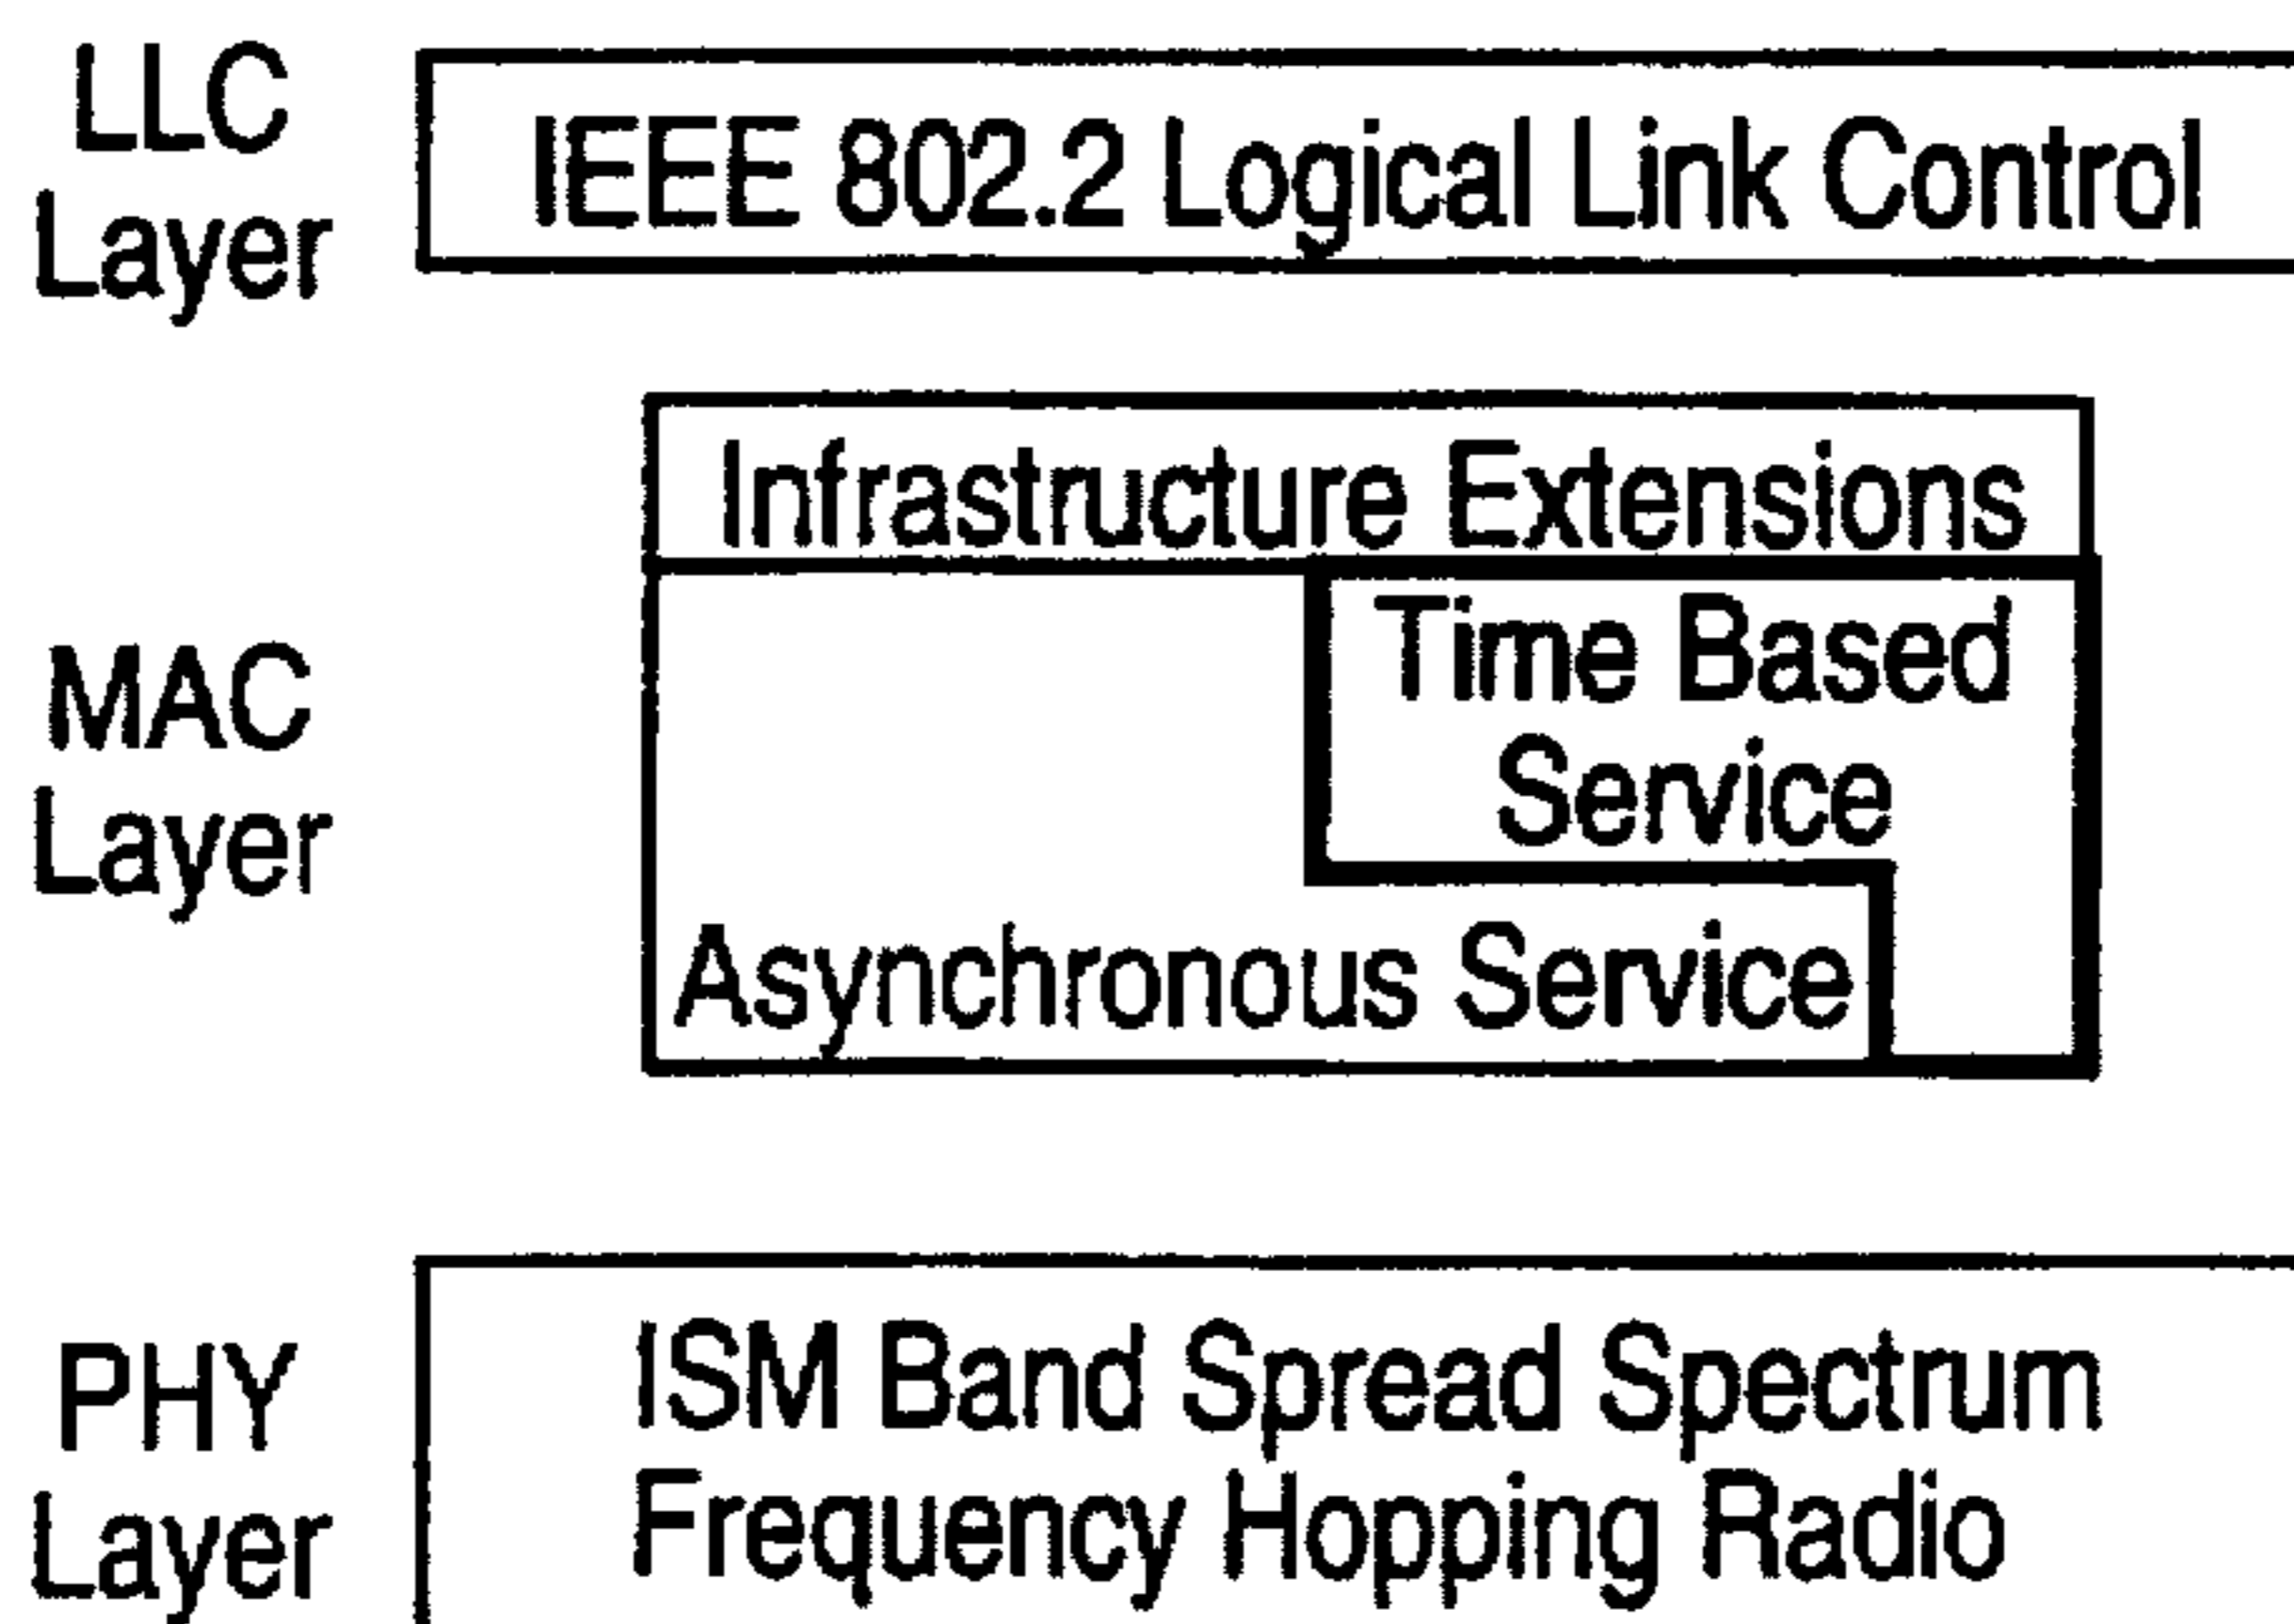 LLC
Layer
IEEE 802.2 Logical Link Control
Infrastructure Extensions
MAC
Layer
Time Based
Service
Asynchronous Service
PHY
Layer
ISM Band Spread Spectrum
Frequency Hopping Radio